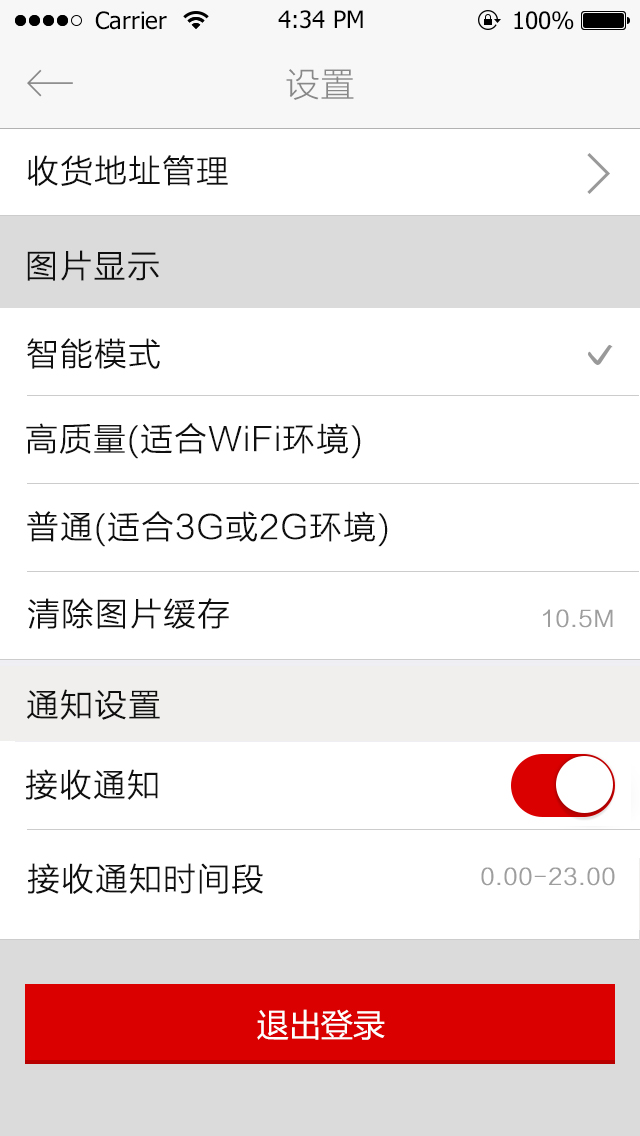 Carrier 4:34 PM 100%
设置
收货地址管理
图片显示
智能模式
高质量(适合WiFi环境)
普通(适合3G或2G环境)
清除图片缓存 10.5M
通知设置
接收通知
接收通知时间段 0.00-23.00
退出登录